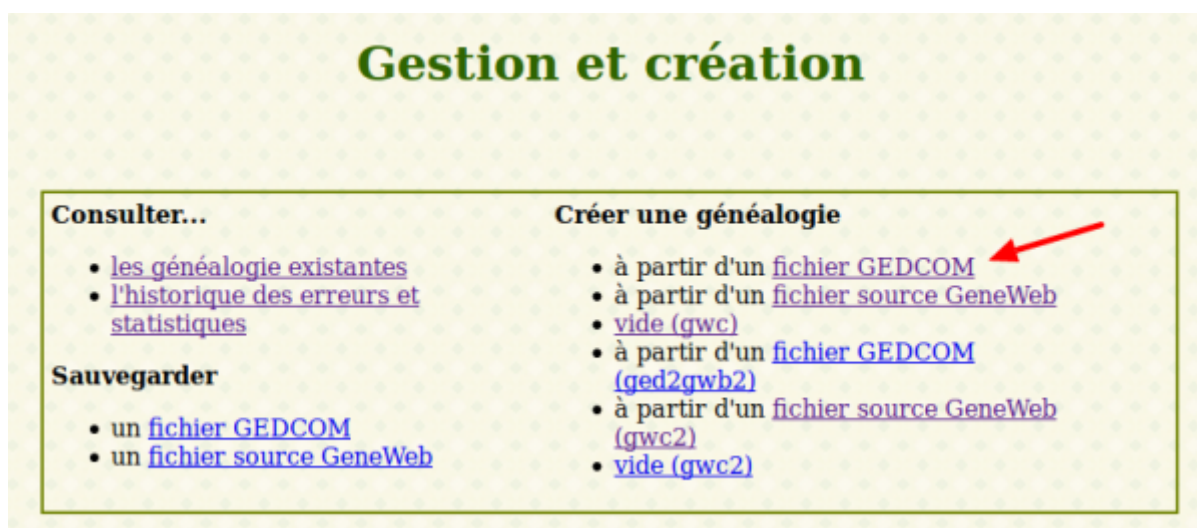 Gestion et création
Consulter...
• les généalogie existantes
• l'historique des erreurs et
statistiques
Sauvegarder
• un fichier GEDCOM
• un fichier source GeneWeb
Créer une généalogie
• à partir d'un fichier GEDCOM
• à partir d'un fichier source GeneWeb
• vide (gwc)
• à partir d'un fichier GEDCOM
(ged2gwb2)
• à partir d'un fichier source GeneWeb
(gwc2)
• vide (gwc2)